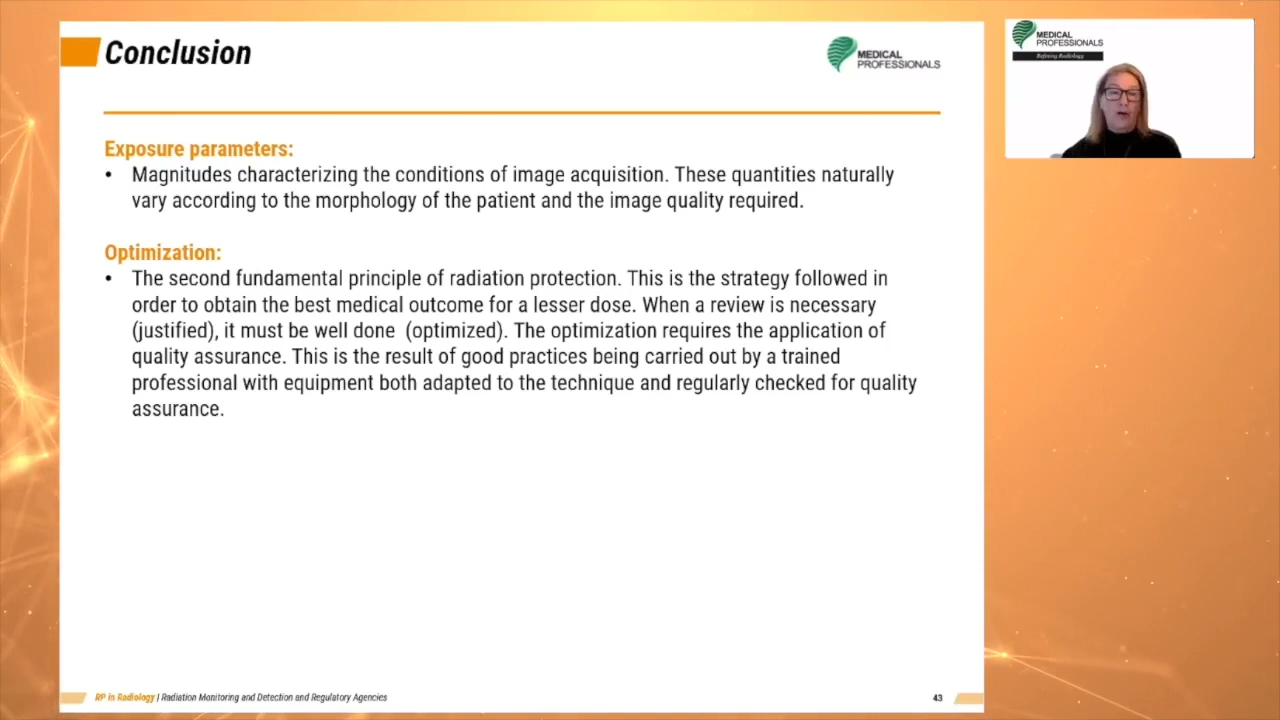 Conclusion
MEDICAL
PROFESSIONALS
MEDICAL
PROFESSIONALS
Refining Radiology
Exposure parameters:
• Magnitudes characterizing the conditions of image acquisition. These quantities naturally
vary according to the morphology of the patient and the image quality required.
Optimization:
• The second fundamental principle of radiation protection. This is the strategy followed in
order to obtain the best medical outcome for a lesser dose. When a review is necessary
(justified), it must be well done (optimized). The optimization requires the application of
quality assurance. This is the result of good practices being carried out by a trained
professional with equipment both adapted to the technique and regularly checked for quality
assurance.
RP in Radiology | Radiation Monitoring and Detection and Regulatory Agencies
43